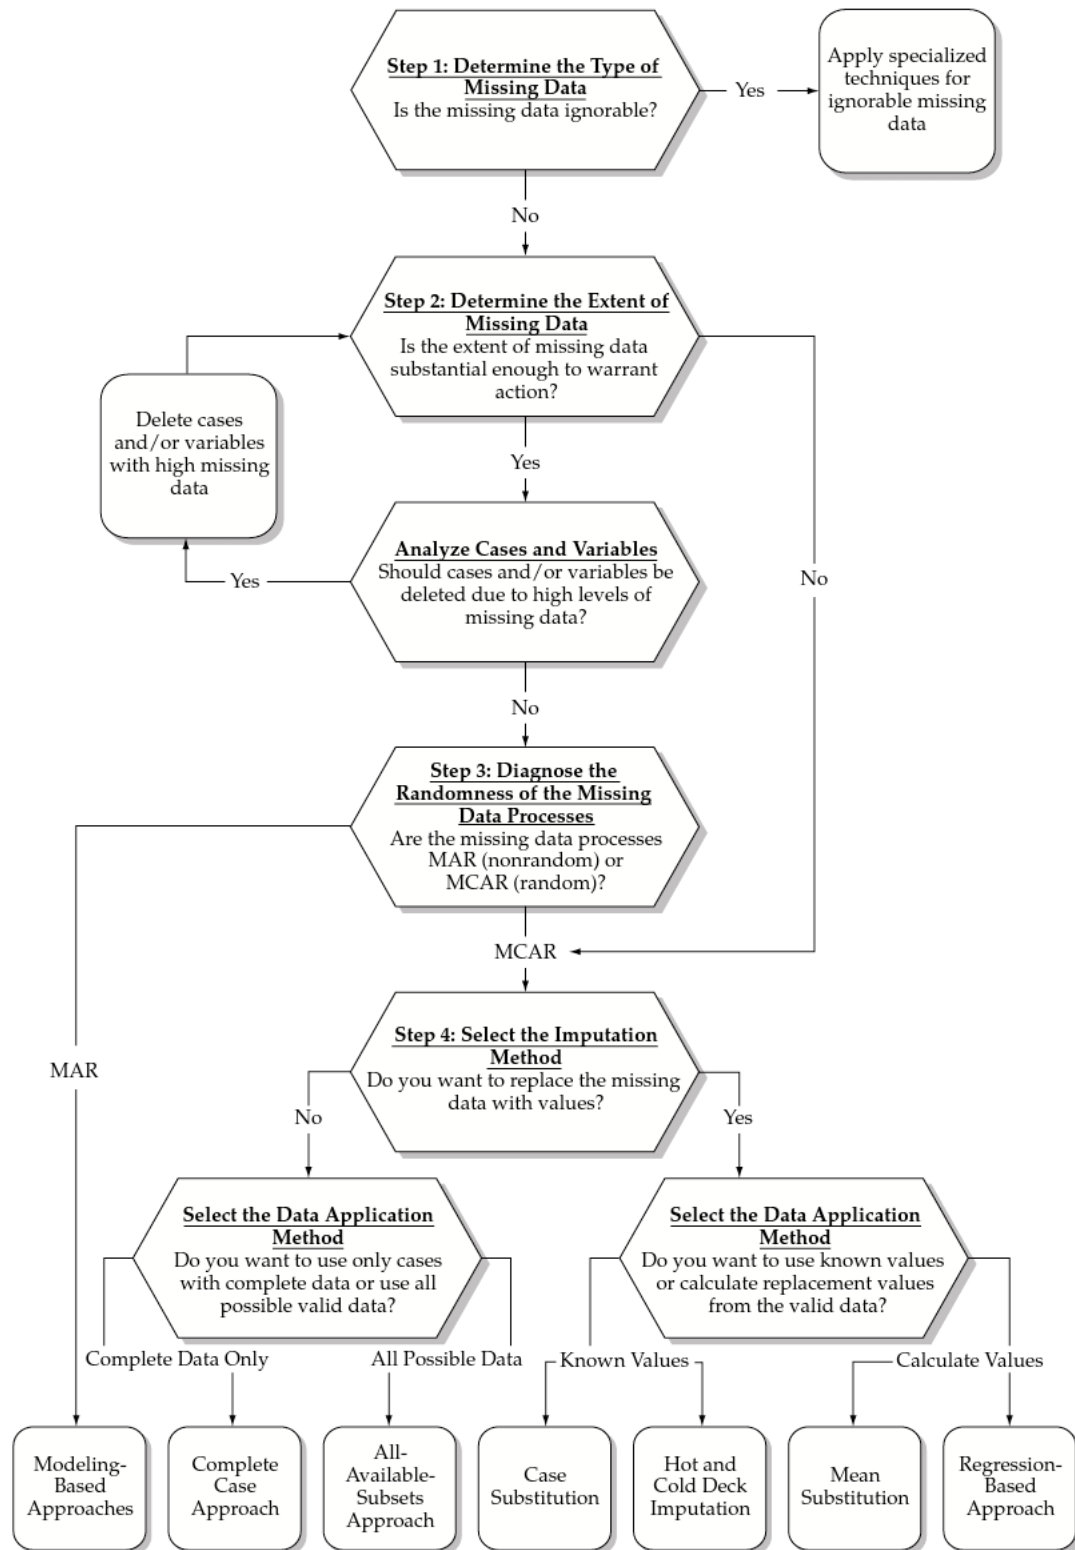 Step 1: Determine the Type of
Missing Data
Is the missing data ignorable?
Yes
Apply specialized
techniques for
ignorable missing
data
No
Step 2: Determine the Extent of
Missing Data
Is the extent of missing data
substantial enough to warrant
action?
Delete cases
and/or variables
with high missing
data
Yes
Analyze Cases and Variables
Should cases and/or variables be
deleted due to high levels of
missing data?
Yes
No
No
Step 3: Diagnose the
Randomness of the Missing
Data Processes
Are the missing data processes
MAR (nonrandom) or
MCAR (random)?
MCAR
Step 4: Select the Imputation
Method
Do you want to replace the missing
data with values?
MAR
No
Yes
Select the Data Application
Method
Do you want to use only cases
with complete data or use all
possible valid data?
Select the Data Application
Method
Do you want to use known values
or calculate replacement values
from the valid data?
Complete Data Only
All Possible Data
Known Values
Calculate Values
Modeling-
Based
Approaches
Complete
Case
Approach
All-
Available-
Subsets
Approach
Case
Substitution
Hot and
Cold Deck
Imputation
Mean
Substitution
Regression-
Based
Approach